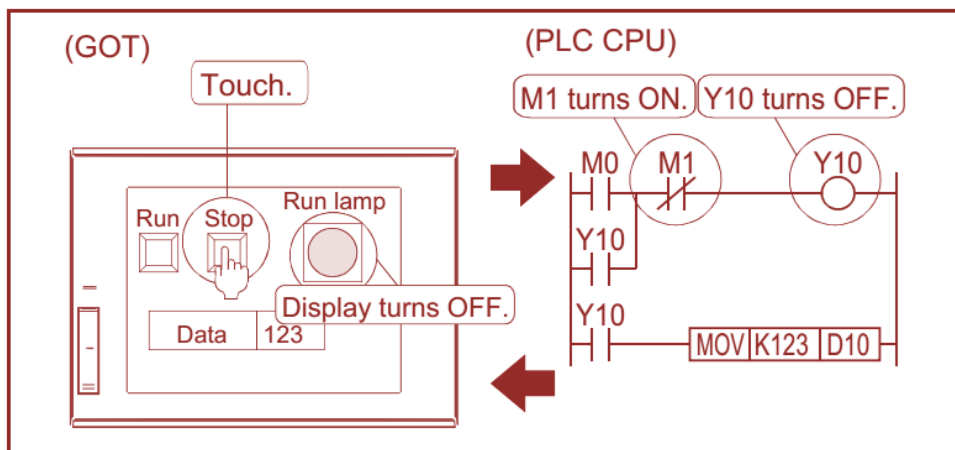 (GOT)
Touch.
Run Stop Run lamp
Display turns OFF.
Data 123
(PLC CPU)
M1 turns ON. Y10 turns OFF.
M0 M1 Y10
Y10
Y10
MOV K123 D10